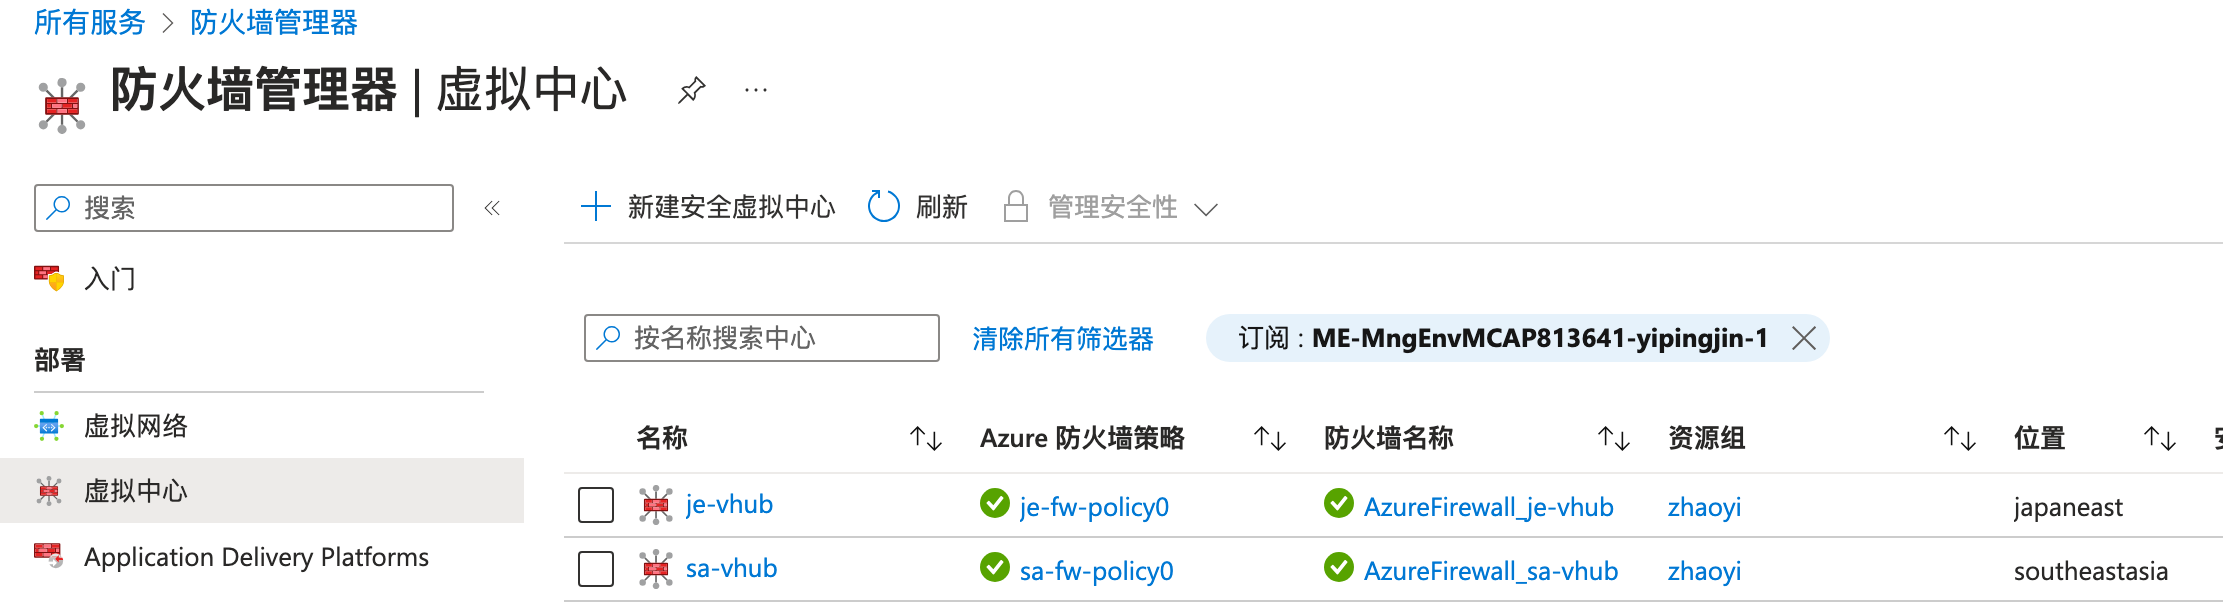 所有服务 > 防火墙管理器
防火墙管理器 | 虚拟中心 ...
搜索 «
新建安全虚拟中心 刷新 管理安全性
入门
按名称搜索中心 清除所有筛选器 订阅 : ME-MngEnvMCAP813641-yipingjin-1
部署
虚拟网络
虚拟中心
Application Delivery Platforms
名称 Azure 防火墙策略 防火墙名称 资源组 位置
je-vhub je-fw-policy0 AzureFirewall_je-vhub zhaoyi japaneast
sa-vhub sa-fw-policy0 AzureFirewall_sa-vhub zhaoyi southeastasia